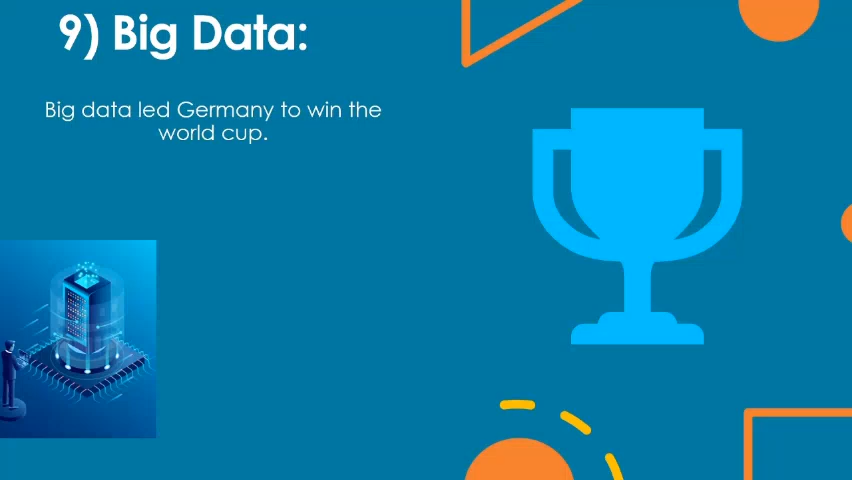 9) Big Data:
Big data led Germany to win the
world cup.